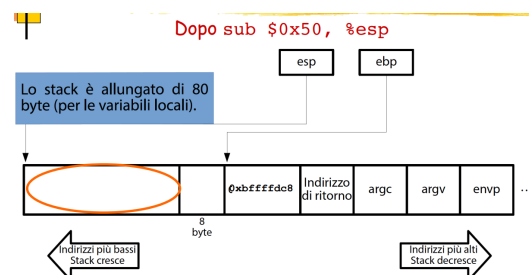 Dopo sub $0x50, %esp
esp
ebp
Lo stack è allungato di 80
byte (per le variabili locali).
0xbffffdc8
Indirizzo
di ritorno
argc
argv
envp
...
8
byte
Indirizzi più bassi
Stack cresce
Indirizzi più alti
Stack decresce